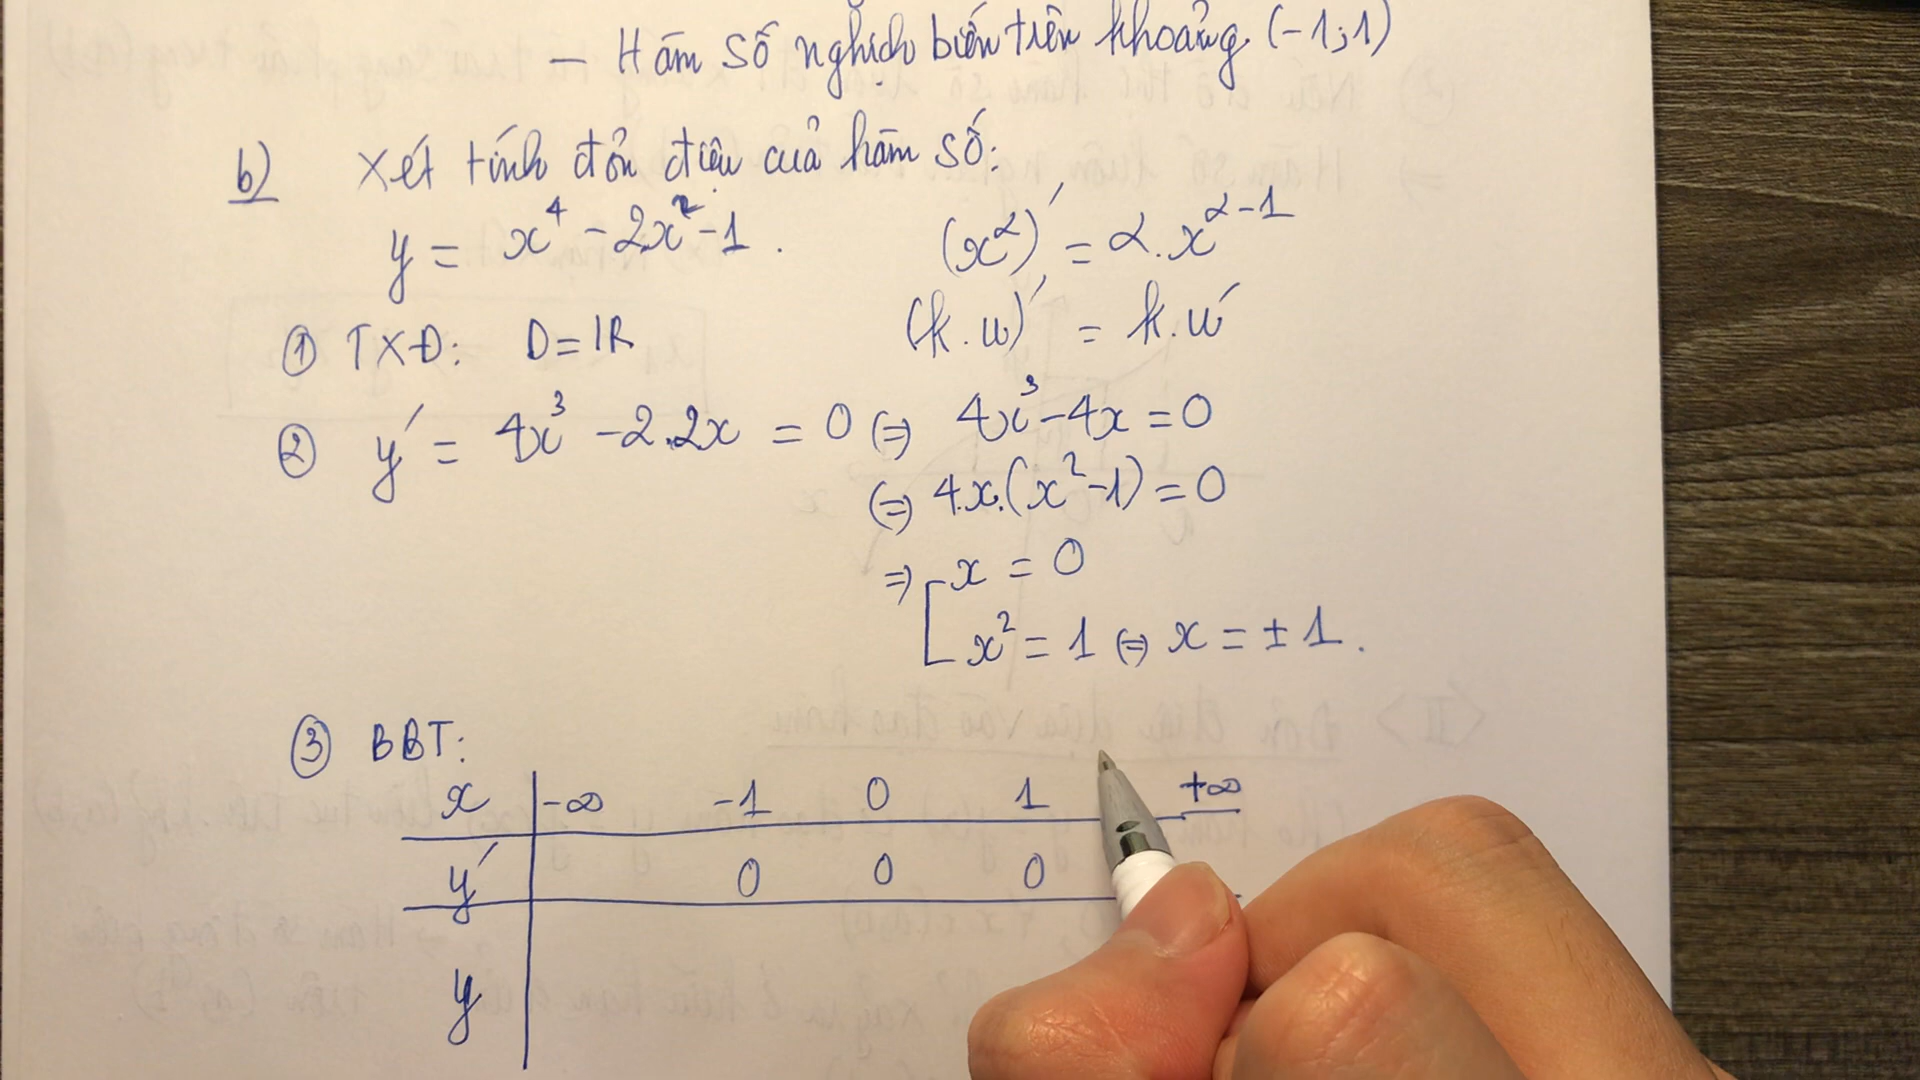 – Hàm số nghịch biến trên khoảng (-1;1)
b) Xét tính đơn điệu của hàm số:
y = x⁴ - 2x² - 1.
(x^α)' = α.x^(α-1)
(k.u)' = k.u'
① TXĐ: D = ℝ
② y' = 4x³ - 2.2x = 0 ⇔ 4x³ - 4x = 0
⇔ 4.x.(x² - 1) = 0
⇒ [ x = 0
x² = 1 ⇔ x = ± 1.
③ BBT:
x | -∞ -1 0 1 +∞
y' | 0 0 0
y